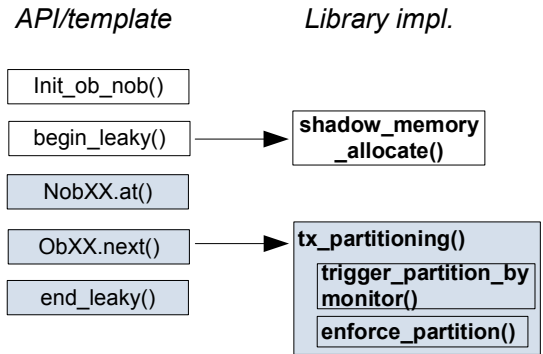 API/template
Library impl.
Init_ob_nob()
begin_leaky()
shadow_memory
_allocate()
NobXX.at()
ObXX.next()
tx_partitioning()
trigger_partition_by
monitor()
end_leaky()
enforce_partition()